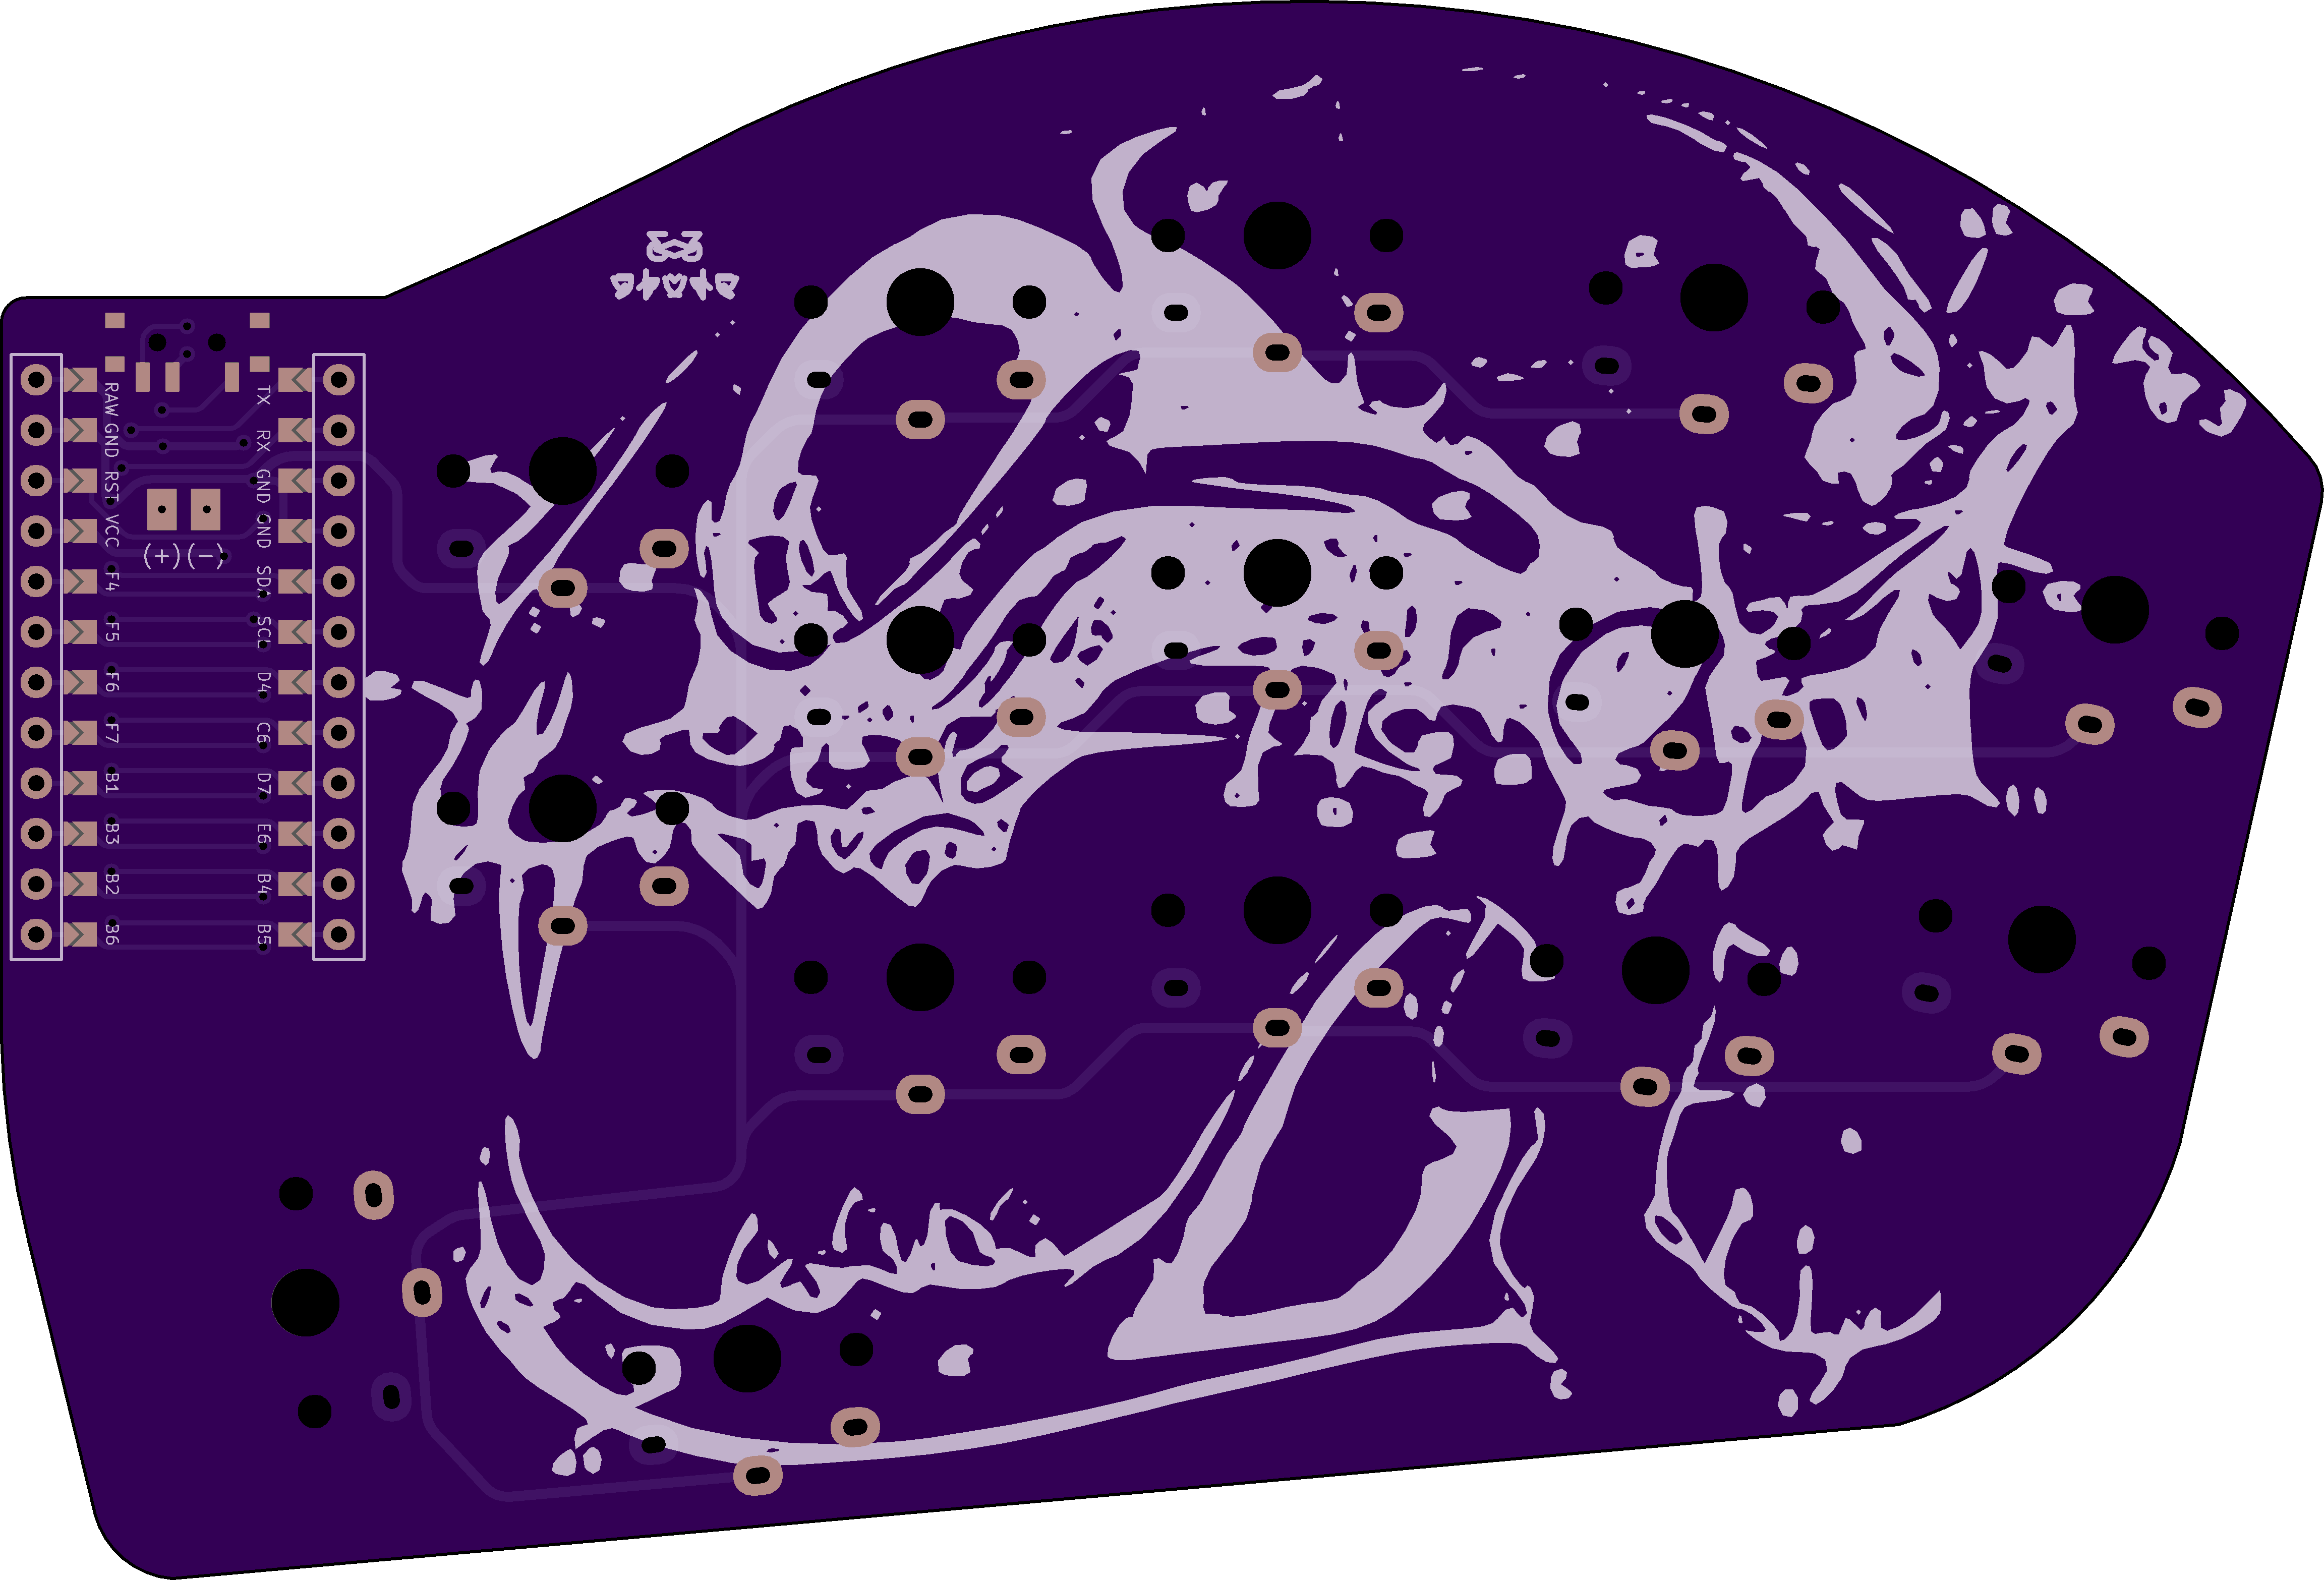 RAW
GND
RST
VCC
F4
F5
F6
F7
B1
B3
B2
B6
TX
RX
GND
GND
SDA
SCL
D4
C6
D7
E6
B4
B5
(+)(-)